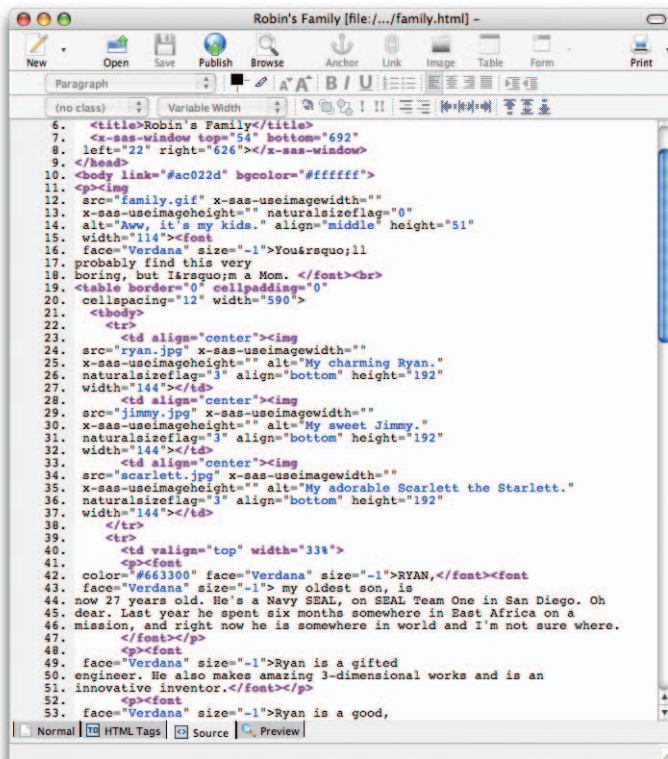 Robin's Family [file:/.../family.html] –
New Open Save Publish Browse Anchor Link Image Table Form Print
Paragraph A A B I U
(no class) Variable Width ! !!
6. <title>Robin's Family</title>
7. <x-sas-window top="54" bottom="692"
8. left="22" right="626"></x-sas-window>
9. </head>
10. <body link="#ac022d" bgcolor="#ffffff">
11. <p><img
12. src="family.gif" x-sas-useimagewidth=""
13. x-sas-useimageheight="" naturalsizeflag="0"
14. alt="Aww, it's my kids." align="middle" height="51"
15. width="114"><font
16. face="Verdana" size="-1">You&rsquo;ll
17. probably find this very
18. boring, but I&rsquo;m a Mom. </font><br>
19. <table border="0" cellpadding="0"
20. cellspacing="12" width="590">
21. <tbody>
22. <tr>
23. <td align="center"><img
24. src="ryan.jpg" x-sas-useimagewidth=""
25. x-sas-useimageheight="" alt="My charming Ryan."
26. naturalsizeflag="3" align="bottom" height="192"
27. width="144"></td>
28. <td align="center"><img
29. src="jimmy.jpg" x-sas-useimagewidth=""
30. x-sas-useimageheight="" alt="My sweet Jimmy."
31. naturalsizeflag="3" align="bottom" height="192"
32. width="144"></td>
33. <td align="center"><img
34. src="scarlett.jpg" x-sas-useimagewidth=""
35. x-sas-useimageheight="" alt="My adorable Scarlett the Starlett."
36. naturalsizeflag="3" align="bottom" height="192"
37. width="144"></td>
38. </tr>
39. <tr>
40. <td valign="top" width="33%">
41. <p><font
42. color="#663300" face="Verdana" size="-1">RYAN,</font><font
43. face="Verdana" size="-1"> my oldest son, is
44. now 27 years old. He's a Navy SEAL, on SEAL Team One in San Diego. Oh
45. dear. Last year he spent six months somewhere in East Africa on a
46. mission, and right now he is somewhere in world and I'm not sure where.
47. </font></p>
48. <p><font
49. face="Verdana" size="-1">Ryan is a gifted
50. engineer. He also makes amazing 3-dimensional works and is an
51. innovative inventor.</font></p>
52. <p><font
53. face="Verdana" size="-1">Ryan is a good,
Normal TD HTML Tags <> Source Preview